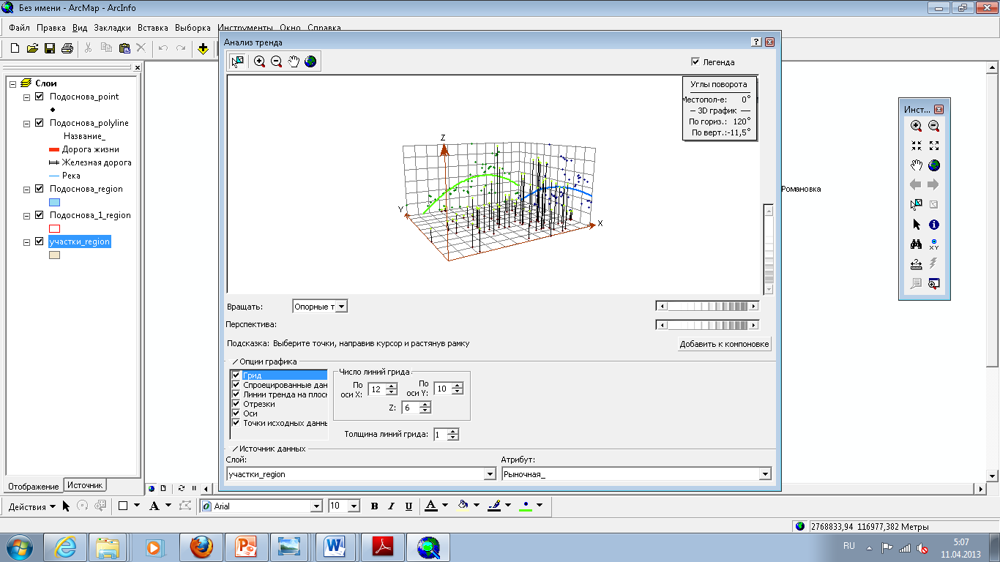 Без имени - ArcMap - ArcInfo
Файл Правка Вид Закладки Вставка Выборка Инструменты Окно Справка
Анализ тренда
Легенда
Слои
Подоснова_point
Подоснова_polyline
Название_
Дорога жизни
Железная дорога
Река
Подоснова_region
Подоснова_1_region
участки_region
Углы поворота
Местопол-е: 0°
3D график
По гориз.: 120°
По верт.:-11,5°
Z
Y
X
Романовка
Инст...
XY
Вращать: Опорные т
Перспектива:
Подсказка: Выберите точки, направив курсор и растянув рамку
Добавить к компоновке
Опции графика
Грид
Спроецированные дан
Линии тренда на плос
Отрезки
Оси
Точки исходных данны
Число линий грида
По оси X: 12
По оси Y: 10
Z: 6
Толщина линий грида: 1
Источник данных
Слой:
участки_region
Атрибут:
Рыночная_
Отображение Источник
Действия A Arial 10 B I U A
2768833,94 116977,382 Метры
RU
5:07
11.04.2013